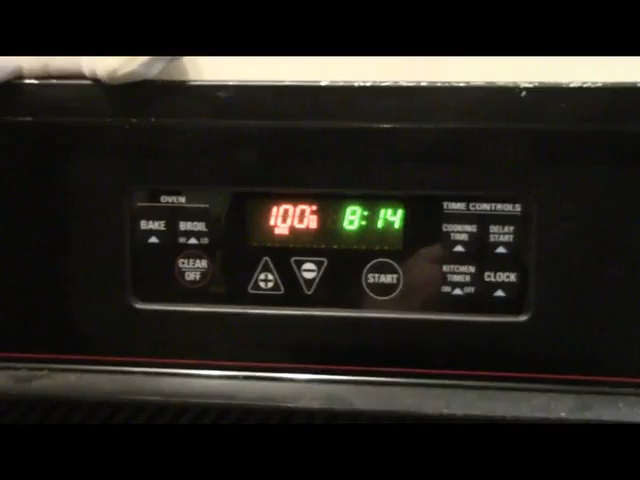 OVEN
BAKE
BROIL
HI LO
CLEAR
OFF
100°
8:14
START
TIME CONTROLS
COOKING
TIME
DELAY
START
KITCHEN
TIMER
ON OFF
CLOCK